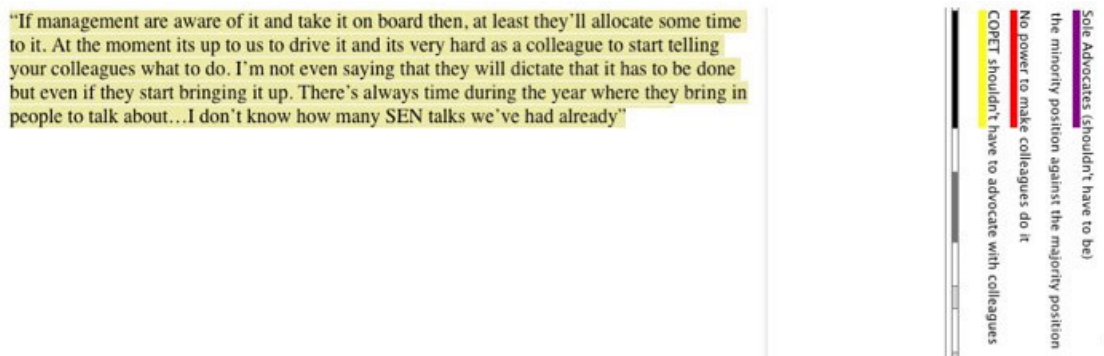 “If management are aware of it and take it on board then, at least they’ll allocate some time
to it. At the moment its up to us to drive it and its very hard as a colleague to start telling
your colleagues what to do. I’m not even saying that they will dictate that it has to be done
but even if they start bringing it up. There’s always time during the year where they bring in
people to talk about…I don’t know how many SEN talks we’ve had already”
Sole Advocates (shouldn't have to be)
the minority position against the majority position
No power to make colleagues do it
COPET shouldn't have to advocate with colleagues